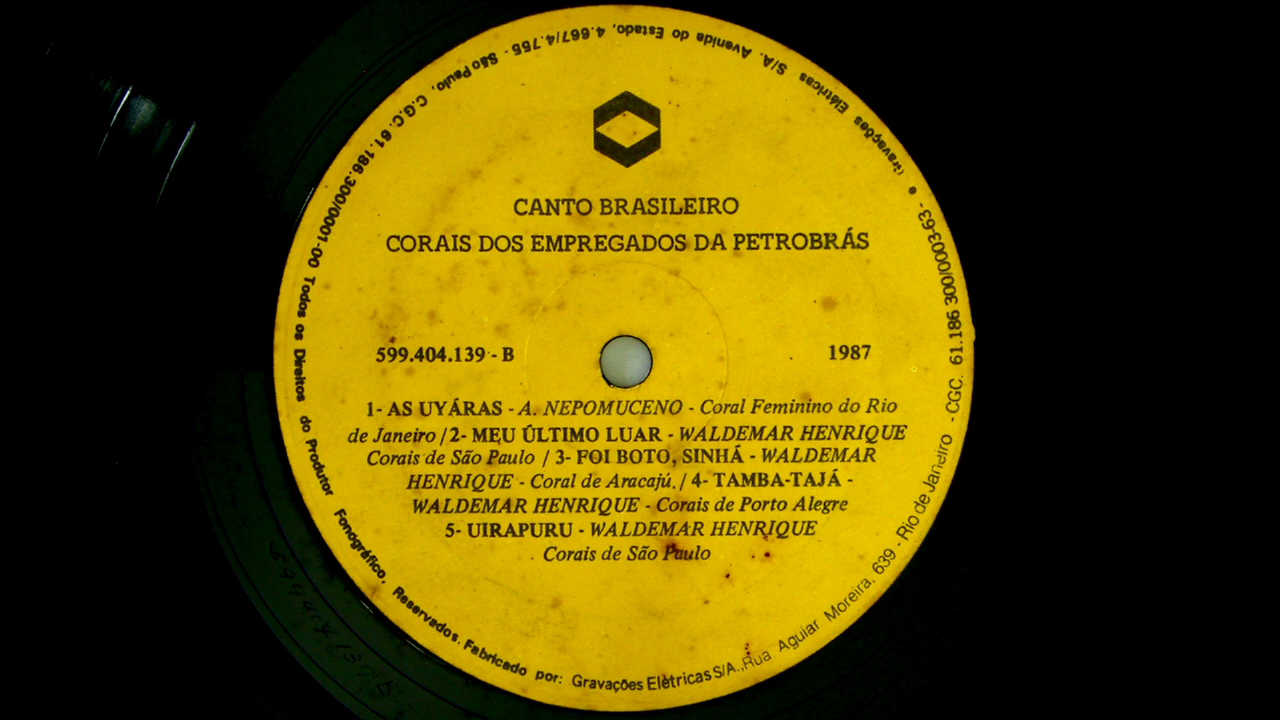 CANTO BRASILEIRO
CORAIS DOS EMPREGADOS DA PETROBRÁS
599.404.139 - B
1987
1- AS UYÁRAS - A. NEPOMUCENO - Coral Feminino do Rio
de Janeiro / 2- MEU ÚLTIMO LUAR - WALDEMAR HENRIQUE
Corais de São Paulo / 3- FOI BOTO, SINHÁ - WALDEMAR
HENRIQUE - Coral de Aracajú. / 4- TAMBA-TAJÁ -
WALDEMAR HENRIQUE - Corais de Porto Alegre
5- UIRAPURU - WALDEMAR HENRIQUE
Corais de São Paulo
Gravações Elétricas S/A. Avenida do Estado, 4.667/4.755 - São Paulo, C.G.C. 61.186.300/0001-00 Todos os Direitos do Produtor Fonográfico, Reservados. Fabricado por: Gravações Elétricas S/A.,Rua Aguiar Moreira, 639 - Rio de Janeiro - CGC. 61.186 300/0003-63 -